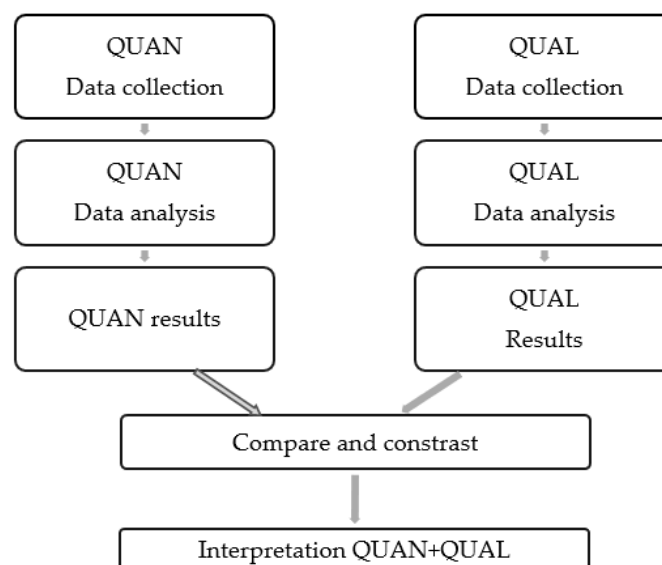 QUAN
Data collection
QUAL
Data collection
QUAN
Data analysis
QUAL
Data analysis
QUAN results
QUAL
Results
Compare and constrast
Interpretation QUAN+QUAL